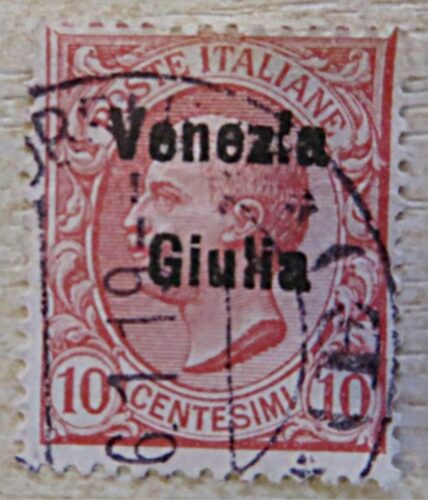 POSTE ITALIANE
Venezia
Giulia
10 CENTESIMI 10